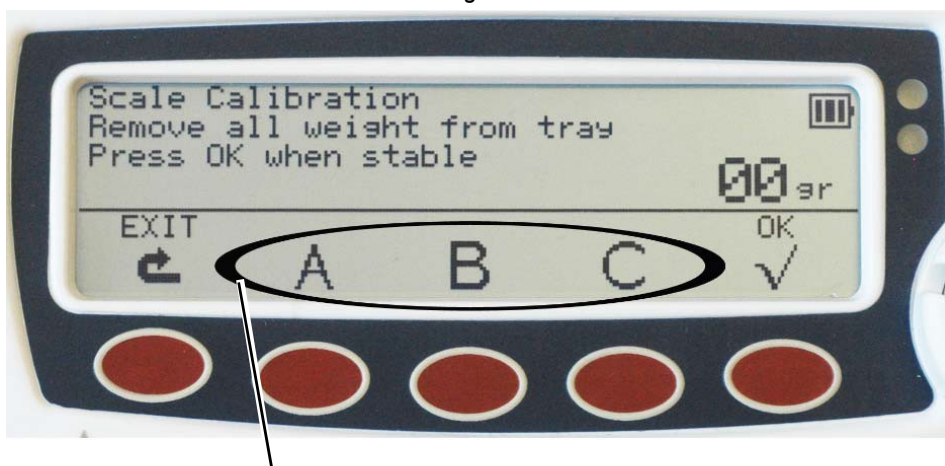 Scale Calibration
Remove all weight from tray
Press OK when stable
00 gr
EXIT
OK
A B C